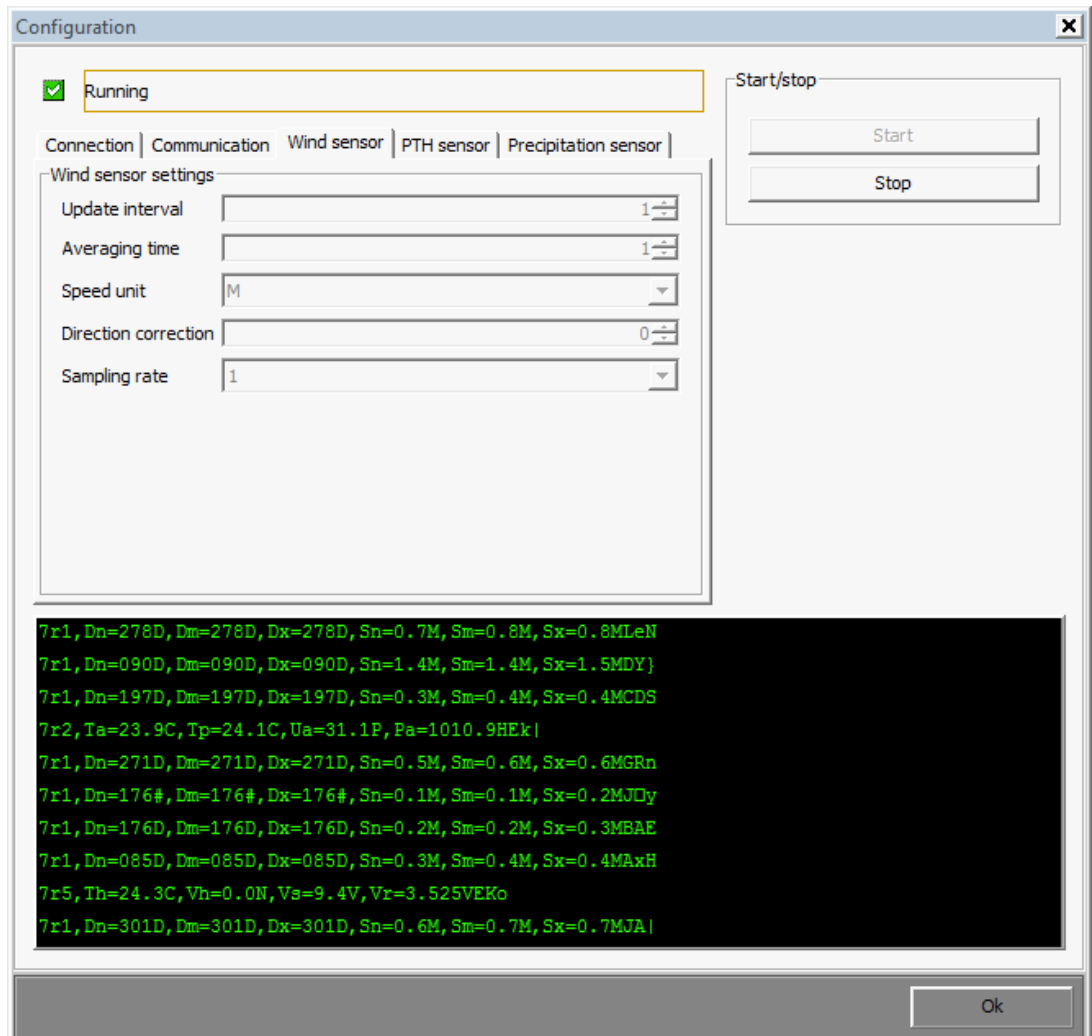 Configuration
Running
Start/stop
Start
Stop
Connection Communication Wind sensor PTH sensor Precipitation sensor
Wind sensor settings
Update interval 1
Averaging time 1
Speed unit M
Direction correction 0
Sampling rate 1
7r1,Dn=278D,Dm=278D,Dx=278D,Sn=0.7M,Sm=0.8M,Sx=0.8MLeN
7r1,Dn=090D,Dm=090D,Dx=090D,Sn=1.4M,Sm=1.4M,Sx=1.5MDY}
7r1,Dn=197D,Dm=197D,Dx=197D,Sn=0.3M,Sm=0.4M,Sx=0.4MCDS
7r2,Ta=23.9C,Tp=24.1C,Ua=31.1P,Pa=1010.9HEk|
7r1,Dn=271D,Dm=271D,Dx=271D,Sn=0.5M,Sm=0.6M,Sx=0.6MGRn
7r1,Dn=176#,Dm=176#,Dx=176#,Sn=0.1M,Sm=0.1M,Sx=0.2MJ□y
7r1,Dn=176D,Dm=176D,Dx=176D,Sn=0.2M,Sm=0.2M,Sx=0.3MBAE
7r1,Dn=085D,Dm=085D,Dx=085D,Sn=0.3M,Sm=0.4M,Sx=0.4MAxH
7r5,Th=24.3C,Vh=0.0N,Vs=9.4V,Vr=3.525VEKo
7r1,Dn=301D,Dm=301D,Dx=301D,Sn=0.6M,Sm=0.7M,Sx=0.7MJA|
Ok